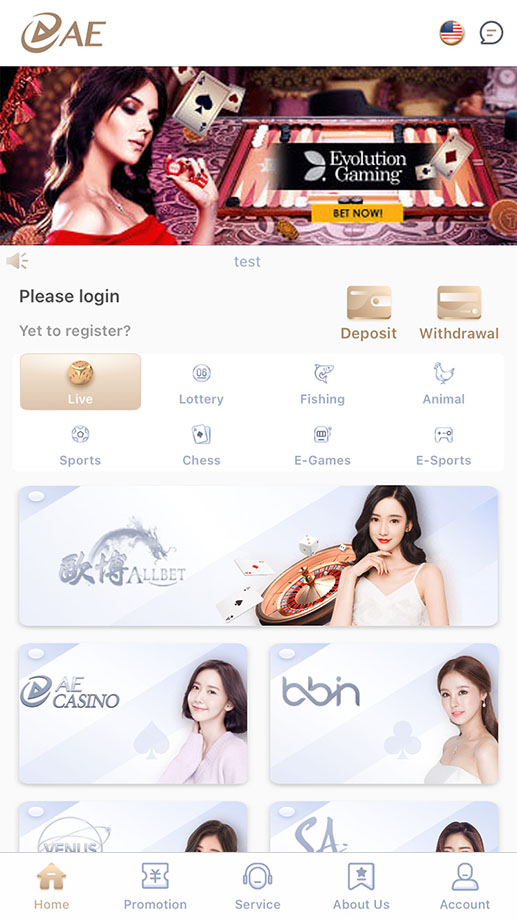 AE
Evolution
Gaming
BET NOW!
test
Please login
Yet to register?
Deposit
Withdrawal
Live
Lottery
Fishing
Animal
Sports
Chess
E-Games
E-Sports
歐博 ALLBET
AE
CASINO
bbin
VENUS
SA
Home
Promotion
Service
About Us
Account